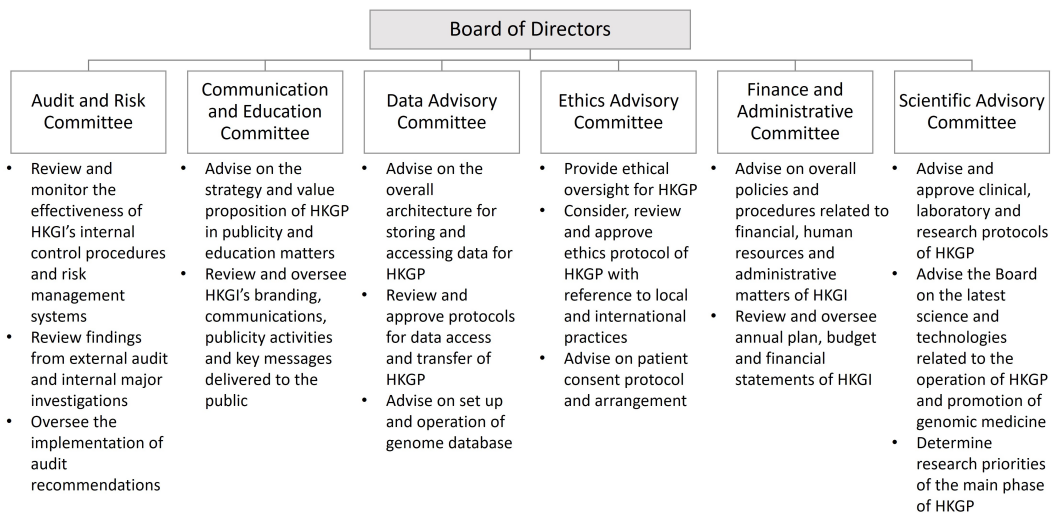 Board of Directors
Audit and Risk
Committee
• Review and
monitor the
effectiveness of
HKGI's internal
control procedures
and risk
management
systems
• Review findings
from external audit
and internal major
investigations
• Oversee the
implementation of
audit
recommendations
Communication
and Education
Committee
• Advise on the
strategy and value
proposition of HKGP
in publicity and
education matters
• Review and oversee
HKGI's branding,
communications,
publicity activities
and key messages
delivered to the
public
Data Advisory
Committee
• Advise on the
overall
architecture for
storing and
accessing data for
HKGP
• Review and
approve protocols
for data access
and transfer of
HKGP
• Advise on set up
and operation of
genome database
Ethics Advisory
Committee
• Provide ethical
oversight for HKGP
• Consider, review
and approve
ethics protocol of
HKGP with
reference to local
and international
practices
• Advise on patient
consent protocol
and arrangement
Finance and
Administrative
Committee
• Advise on overall
policies and
procedures related to
financial, human
resources and
administrative
matters of HKGI
• Review and oversee
annual plan, budget
and financial
statements of HKGI
Scientific Advisory
Committee
• Advise and
approve clinical,
laboratory and
research protocols
of HKGP
• Advise the Board
on the latest
science and
technologies
related to the
operation of HKGP
and promotion of
genomic medicine
• Determine
research priorities
of the main phase
of HKGP